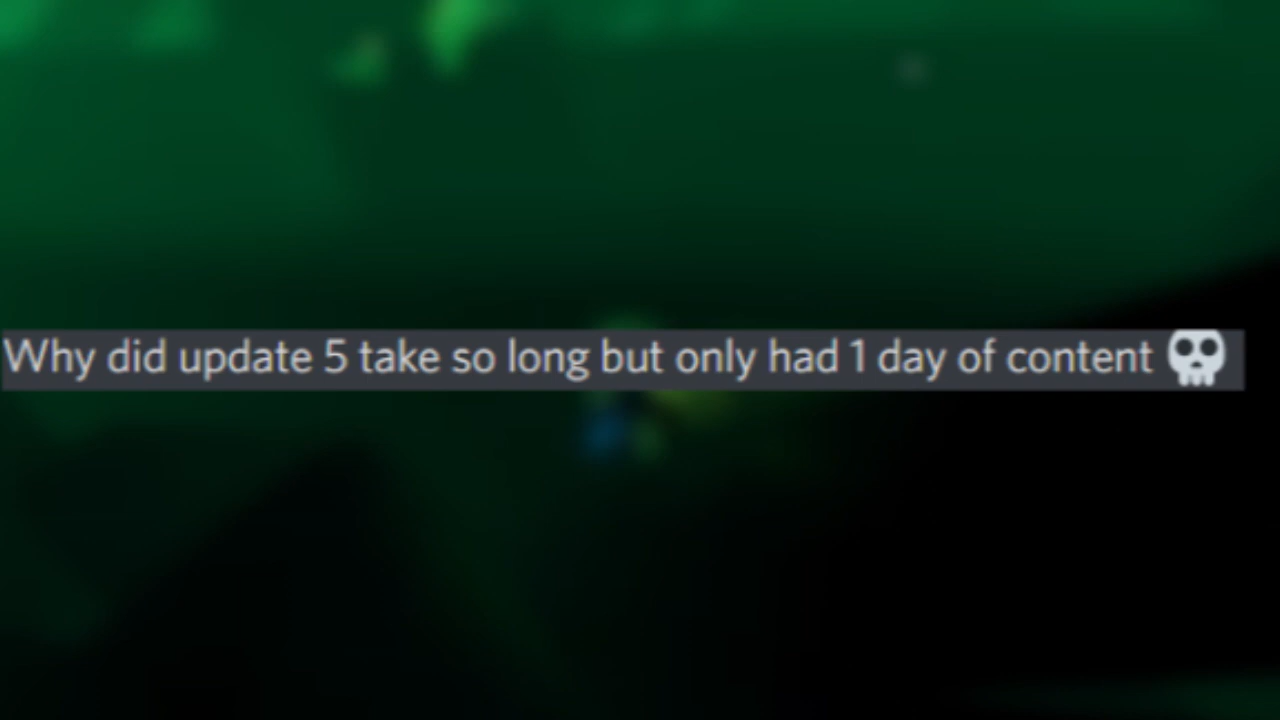 Why did update 5 take so long but only had 1 day of content 💀